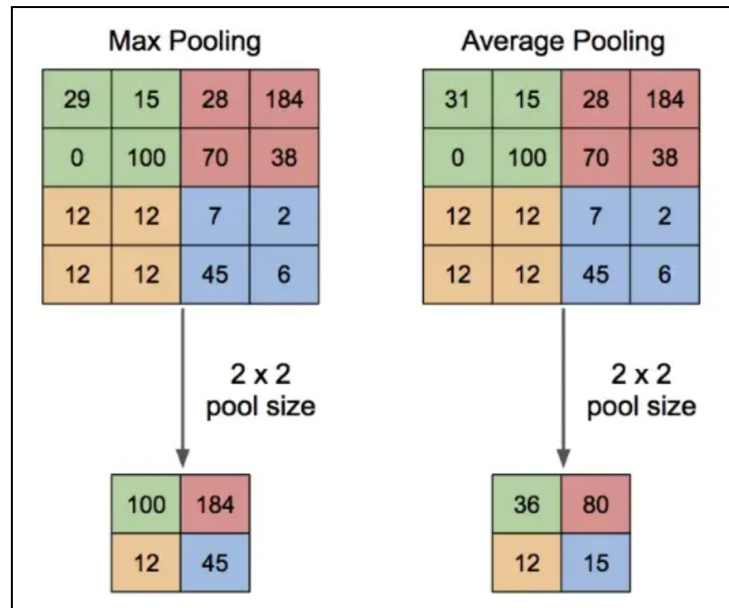 Max Pooling
29 15 28 184
0 100 70 38
12 12 7 2
12 12 45 6
2 x 2
pool size
100 184
12 45
Average Pooling
31 15 28 184
0 100 70 38
12 12 7 2
12 12 45 6
2 x 2
pool size
36 80
12 15